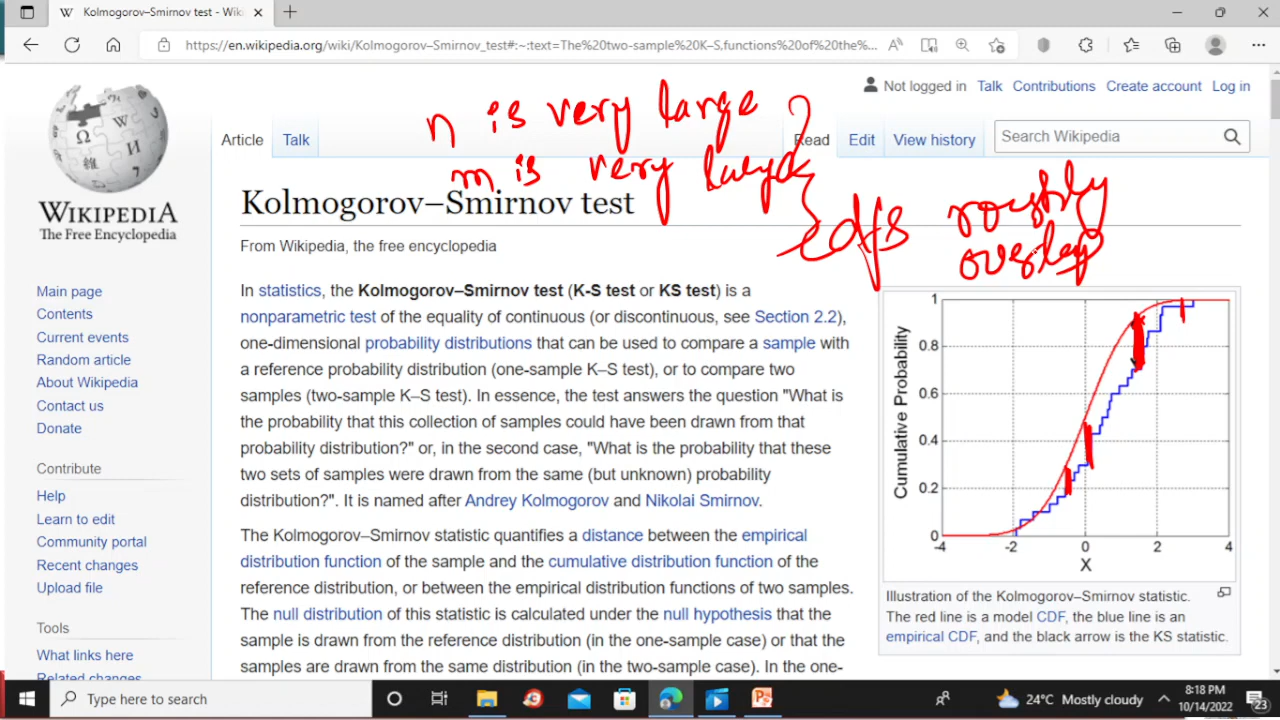 Kolmogorov–Smirnov test - Wiki
https://en.wikipedia.org/wiki/Kolmogorov–Smirnov_test#:~:text=The%20two-sample%20K–S,functions%20of%20the%...
Not logged in Talk Contributions Create account Log in
n is very large
Article Talk Read Edit View history Search Wikipedia
m is very large
WIKIPEDIA
The Free Encyclopedia
Kolmogorov–Smirnov test
edfs roughly
overlap
From Wikipedia, the free encyclopedia
Main page
Contents
Current events
Random article
About Wikipedia
Contact us
Donate
Contribute
Help
Learn to edit
Community portal
Recent changes
Upload file
Tools
What links here
Related changes
In statistics, the Kolmogorov–Smirnov test (K-S test or KS test) is a
nonparametric test of the equality of continuous (or discontinuous, see Section 2.2),
one-dimensional probability distributions that can be used to compare a sample with
a reference probability distribution (one-sample K–S test), or to compare two
samples (two-sample K–S test). In essence, the test answers the question "What is
the probability that this collection of samples could have been drawn from that
probability distribution?" or, in the second case, "What is the probability that these
two sets of samples were drawn from the same (but unknown) probability
distribution?". It is named after Andrey Kolmogorov and Nikolai Smirnov.
The Kolmogorov–Smirnov statistic quantifies a distance between the empirical
distribution function of the sample and the cumulative distribution function of the
reference distribution, or between the empirical distribution functions of two samples.
The null distribution of this statistic is calculated under the null hypothesis that the
sample is drawn from the reference distribution (in the one-sample case) or that the
samples are drawn from the same distribution (in the two-sample case). In the one-
Cumulative Probability
1
0.8
0.6
0.4
0.2
0
-4 -2 0 2 4
X
Illustration of the Kolmogorov–Smirnov statistic.
The red line is a model CDF, the blue line is an
empirical CDF, and the black arrow is the KS statistic.
Type here to search
24°C Mostly cloudy
8:18 PM
10/14/2022
23